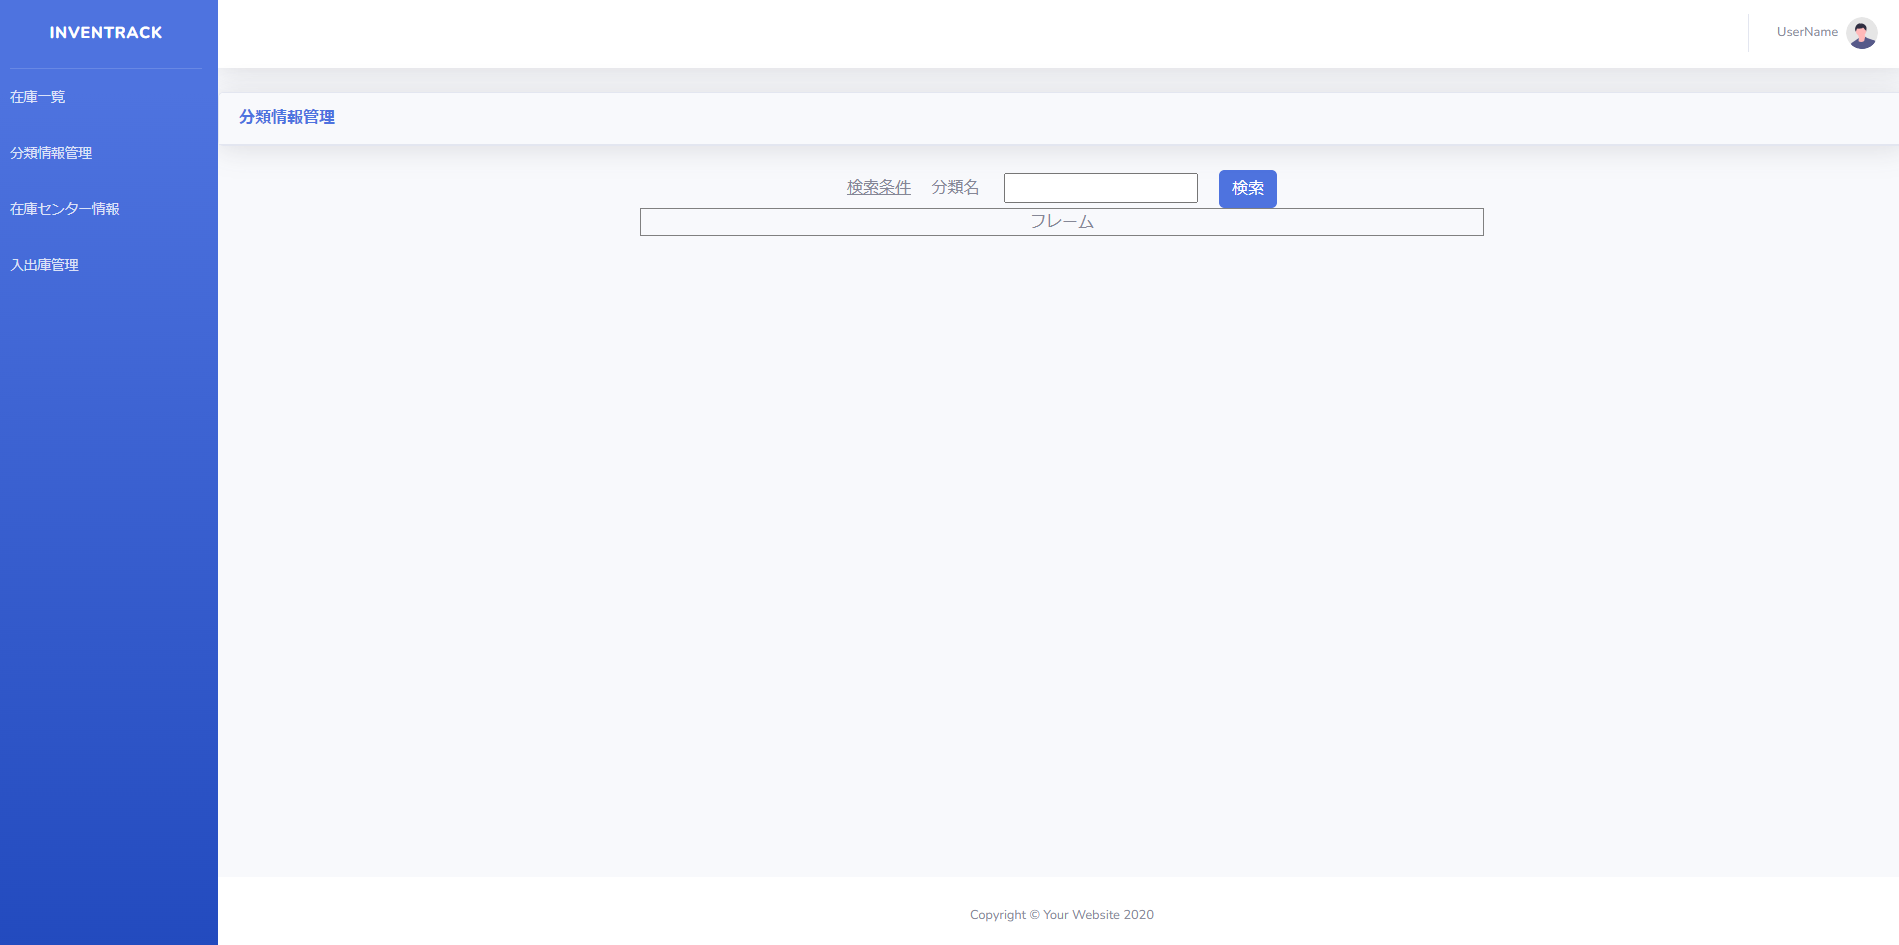 INVENTRACK
UserName
在庫一覧
分類情報管理
在庫センター情報
入出庫管理
分類情報管理
検索条件 分類名 検索
フレーム
Copyright © Your Website 2020